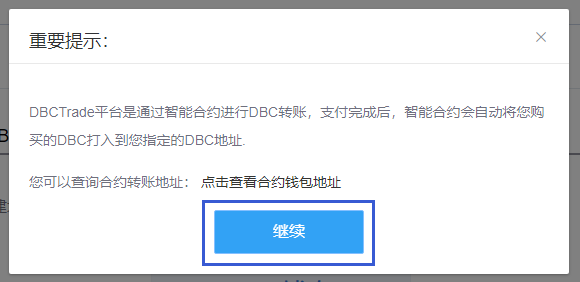 重要提示：
DBCTrade平台是通过智能合约进行DBC转账，支付完成后，智能合约会自动将您购
买的DBC打入到您指定的DBC地址.
您可以查询合约转账地址： 点击查看合约钱包地址
继续